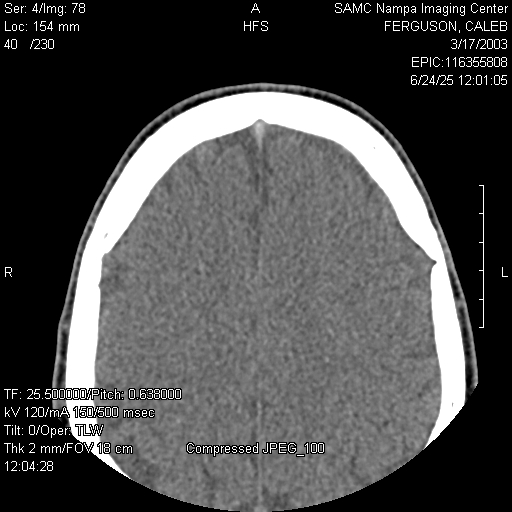 Ser: 4/Img: 78
Loc: 154 mm
40 /230
A
HFS
SAMC Nampa Imaging Center
FERGUSON, CALEB
3/17/2003
EPIC:116355808
6/24/25 12:01:05
R
L
TF: 25.500000/Pitch: 0.638000
kV 120/mA 150/500 msec
Tilt: 0/Oper: TLW
Thk 2 mm/FOV 18 cm
12:04:28
Compressed JPEG_100